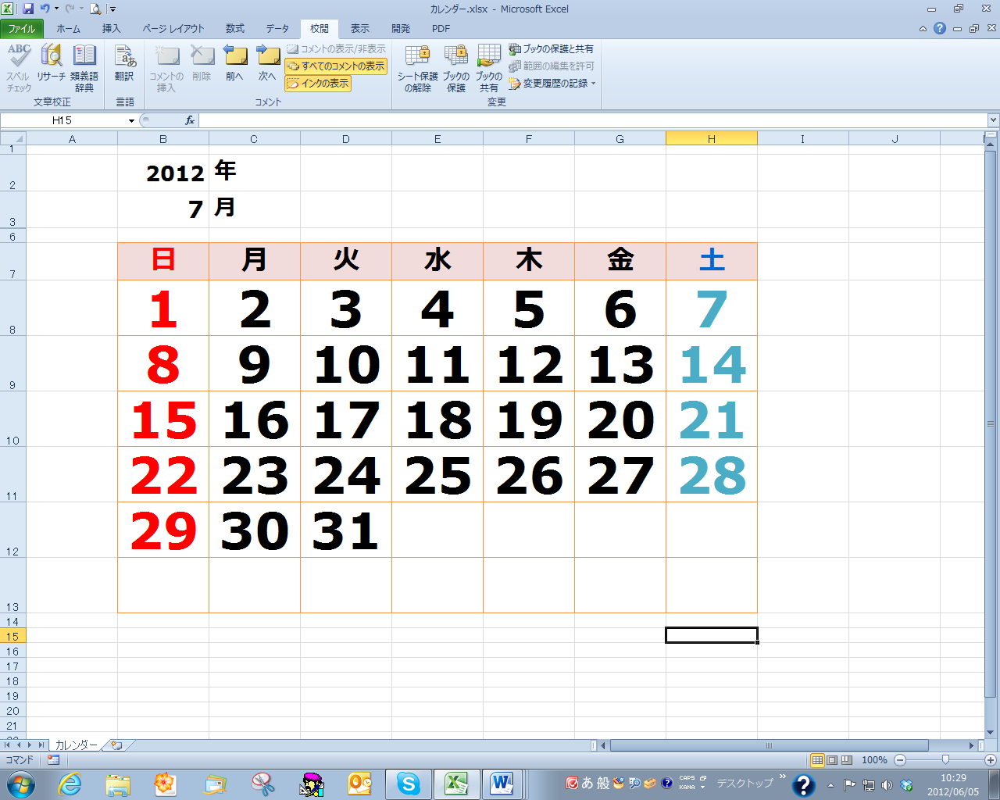 カレンダー.xlsx - Microsoft Excel
ファイル ホーム 挿入 ページ レイアウト 数式 データ 校閲 表示 開発 PDF
ABC スペル チェック
リサーチ
類義語 辞典
翻訳
コメントの 挿入
削除
前へ
次へ
コメントの表示/非表示
すべてのコメントの表示
インクの表示
シート保護 の解除
ブックの 保護
ブックの 共有
ブックの保護と共有
範囲の編集を許可
変更履歴の記録
文章校正 言語 コメント 変更
H15 fx
A B C D E F G H I J
1
2 2012 年
3 7 月
6
7 日 月 火 水 木 金 土
8 1 2 3 4 5 6 7
9 8 9 10 11 12 13 14
10 15 16 17 18 19 20 21
11 22 23 24 25 26 27 28
12 29 30 31
13
14
15
16
17
18
19
20
21
カレンダー
コマンド 100%
あ 般 CAPS KANA デスクトップ 10:29
2012/06/05